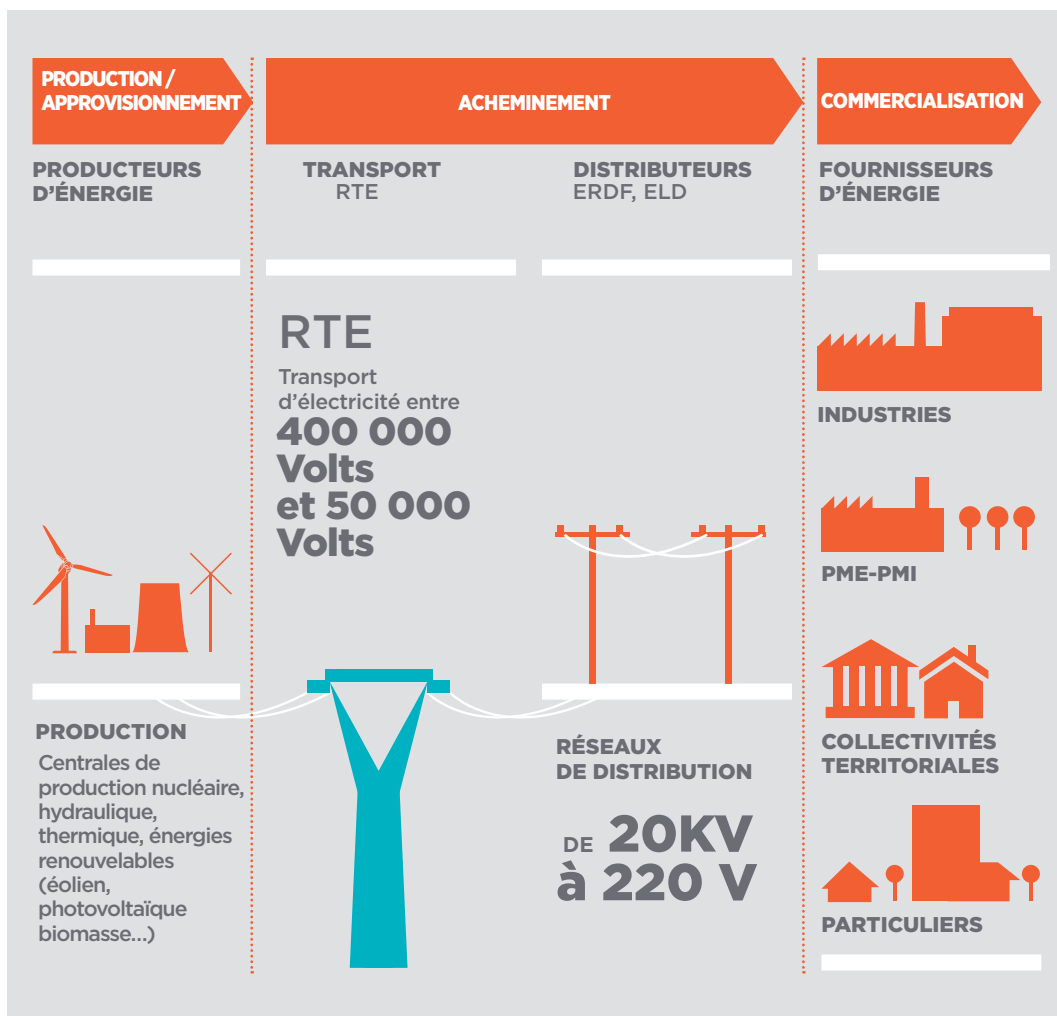 PRODUCTION /
APPROVISIONNEMENT
ACHEMINEMENT
COMMERCIALISATION
PRODUCTEURS
D'ÉNERGIE
TRANSPORT
RTE
DISTRIBUTEURS
ERDF, ELD
FOURNISSEURS
D'ÉNERGIE
RTE
Transport
d'électricité entre
400 000
Volts
et 50 000
Volts
PRODUCTION
Centrales de
production nucléaire,
hydraulique,
thermique, énergies
renouvelables
(éolien,
photovoltaïque
biomasse...)
RÉSEAUX
DE DISTRIBUTION
DE 20KV
à 220 V
INDUSTRIES
PME-PMI
COLLECTIVITÉS
TERRITORIALES
PARTICULIERS